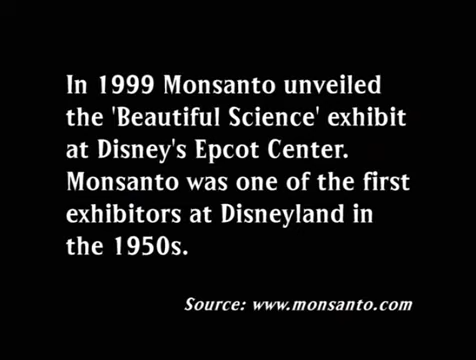 In 1999 Monsanto unveiled
the 'Beautiful Science' exhibit
at Disney's Epcot Center.
Monsanto was one of the first
exhibitors at Disneyland in
the 1950s.
Source: www.monsanto.com